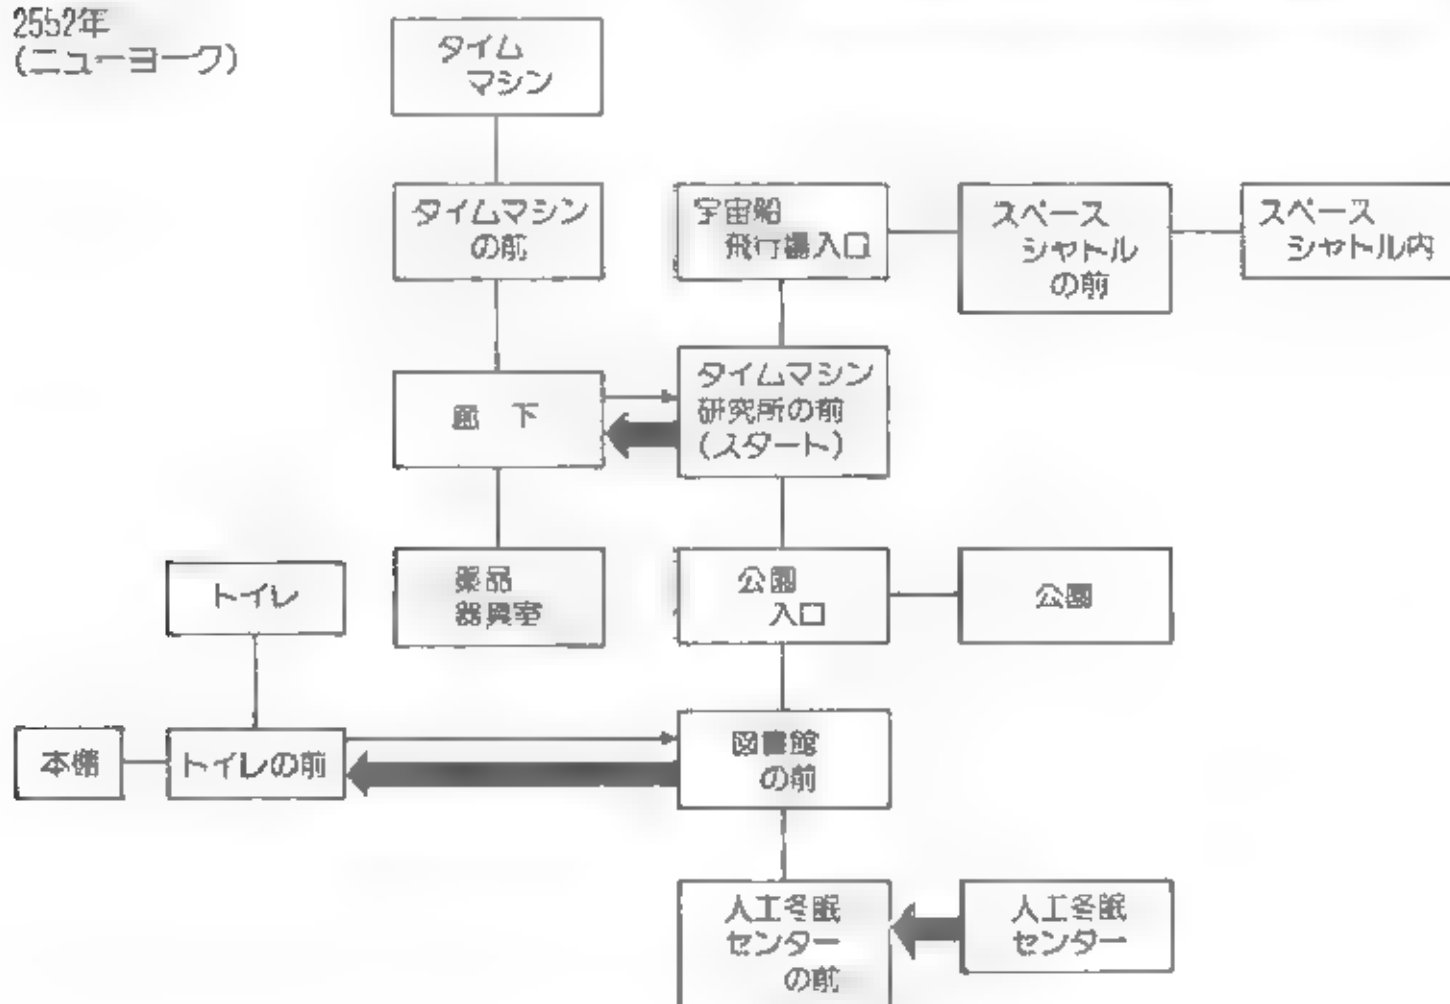 2552年
(ニューヨーク)
タイム
マシン
タイムマシン
の前
宇宙船
飛行場入口
スペース
シャトル
の前
スペース
シャトル内
廊 下
タイムマシン
研究所の前
(スタート)
トイレ
薬品
器具室
公園
入口
公園
本棚
トイレの前
図書館
の前
人工冬眠
センター
の前
人工冬眠
センター